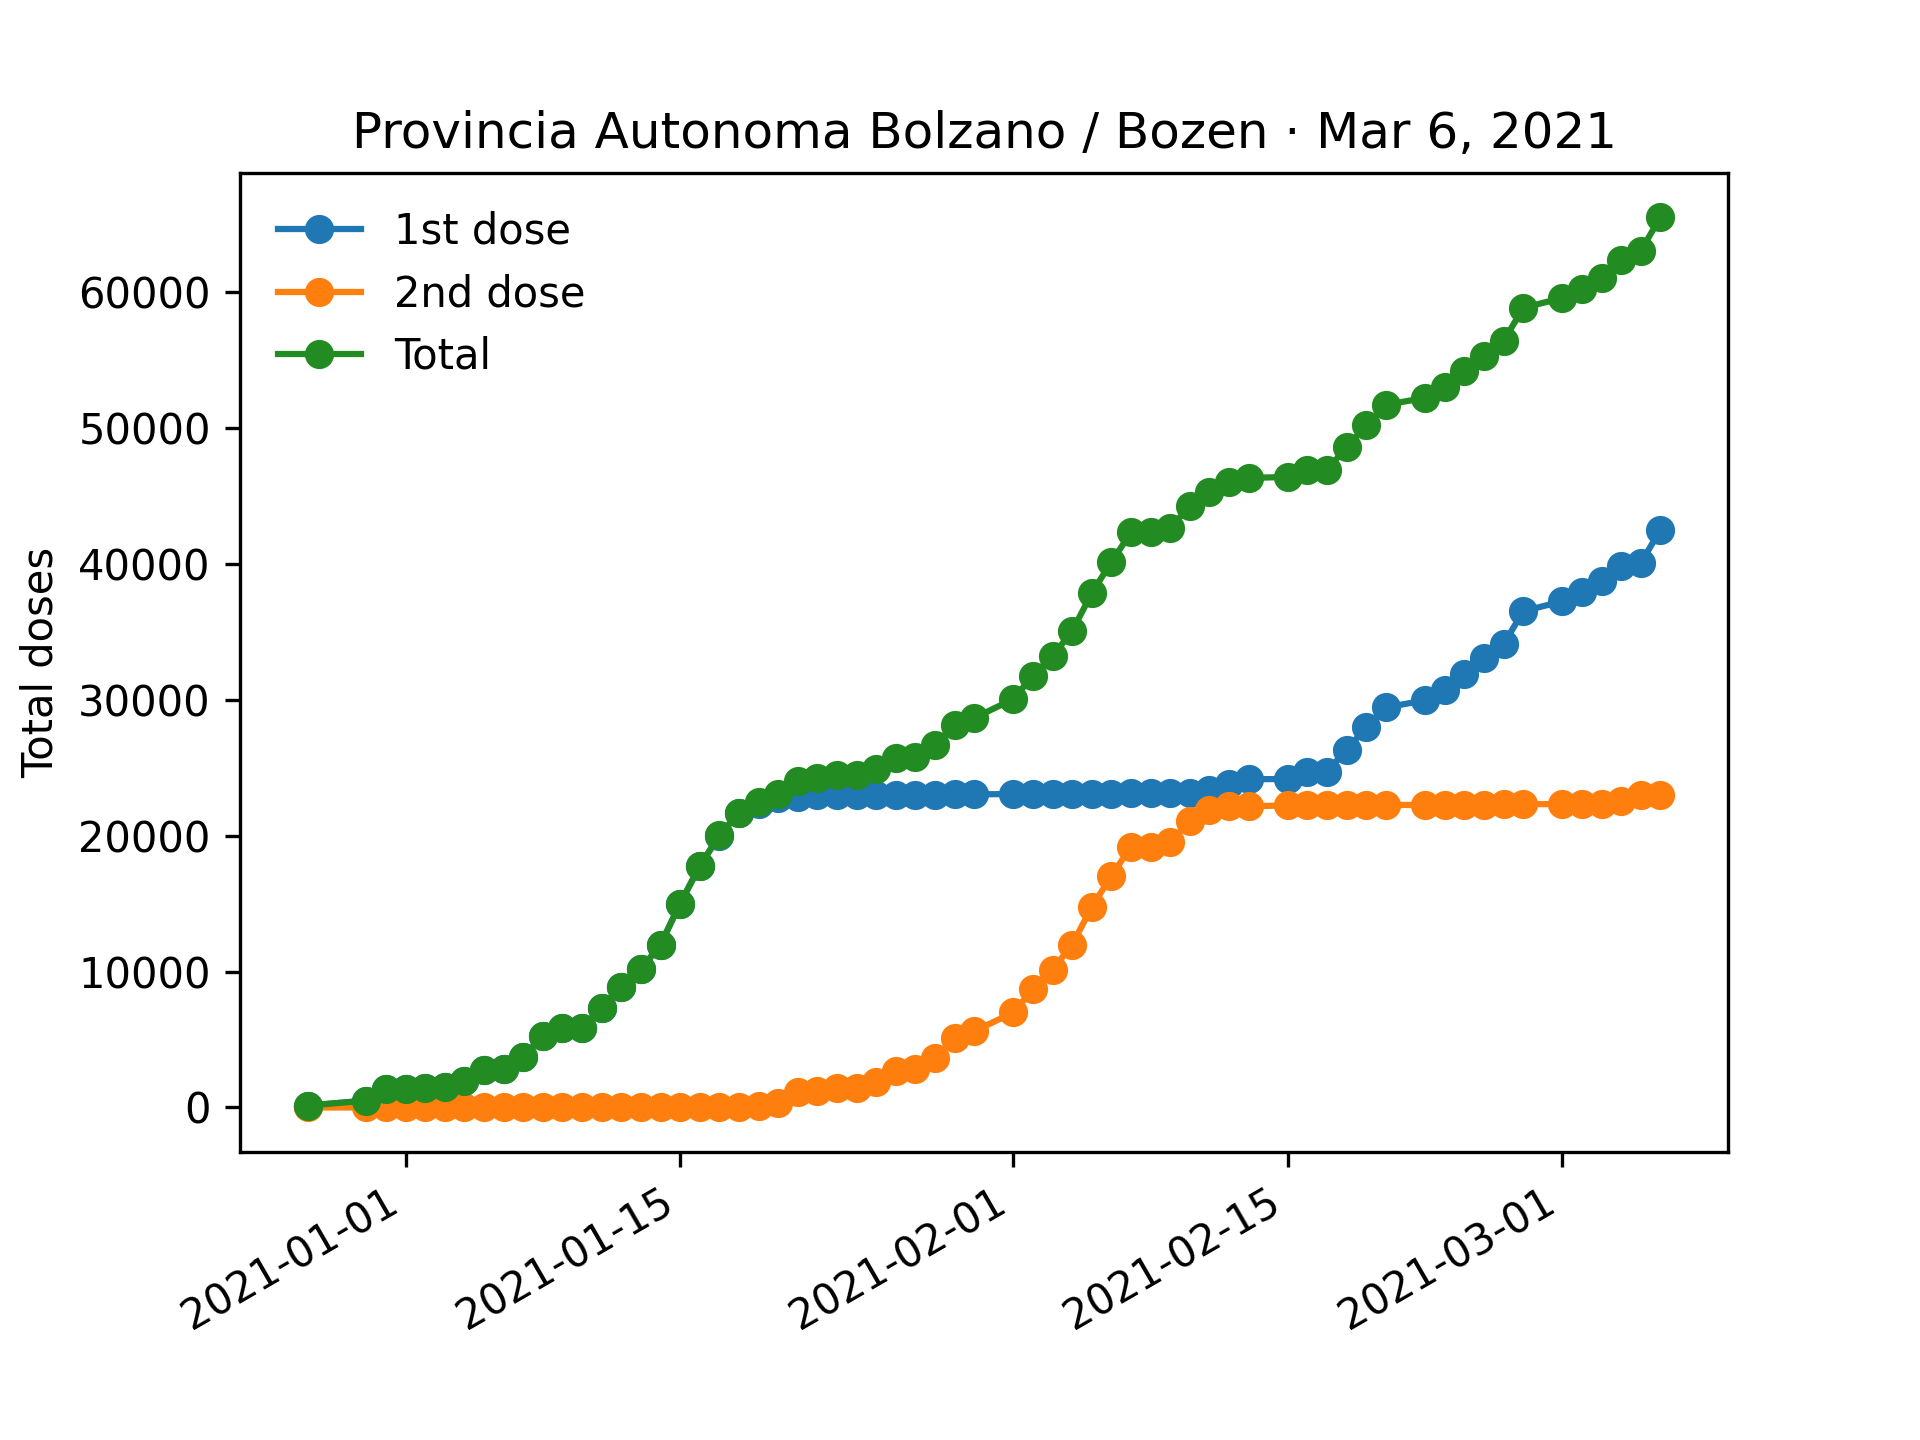 Provincia Autonoma Bolzano / Bozen · Mar 6, 2021
1st dose
2nd dose
Total
Total doses
60000
50000
40000
30000
20000
10000
0
2021-01-01
2021-01-15
2021-02-01
2021-02-15
2021-03-01